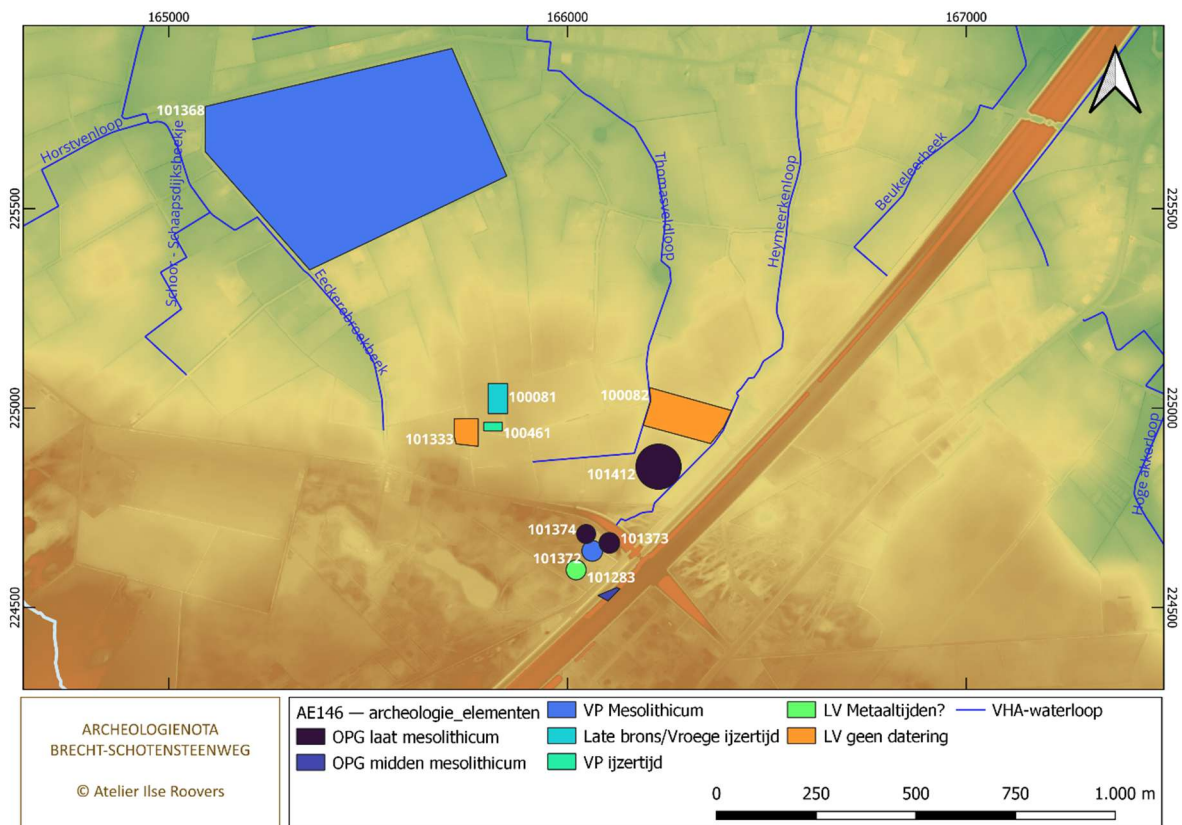 165000
166000
167000
101368
Horstvenloop
Schoor - Schaapsdijksbeekje
Eeckerebroekbeek
Thomasveldloop
Heymeerkenloop
Beukeleerbeek
Hoge akkerloop
225500
225500
225000
225000
224500
224500
100081
100082
100461
101333
101412
101374
101373
101372
101283
ARCHEOLOGIENOTA
BRECHT-SCHOTENSTEENWEG
© Atelier Ilse Roovers
AE146 — archeologie_elementen
OPG laat mesolithicum
OPG midden mesolithicum
VP Mesolithicum
Late brons/Vroege ijzertijd
VP ijzertijd
LV Metaaltijden?
LV geen datering
VHA-waterloop
0 250 500 750 1.000 m